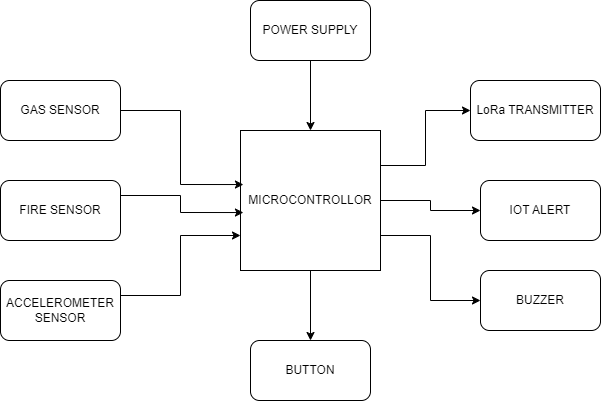 POWER SUPPLY
GAS SENSOR
LoRa TRANSMITTER
MICROCONTROLLOR
FIRE SENSOR
IOT ALERT
ACCELEROMETER
SENSOR
BUZZER
BUTTON